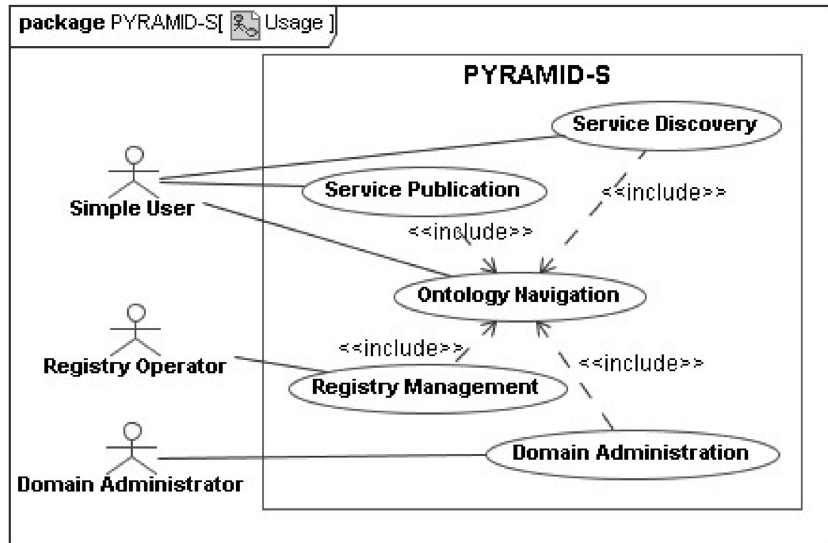 package PYRAMID-S[ Usage ]
PYRAMID-S
Service Discovery
Service Publication
<<include>>
Simple User
<<include>>
Ontology Navigation
<<include>>
<<include>>
Registry Operator
Registry Management
Domain Administration
Domain Administrator